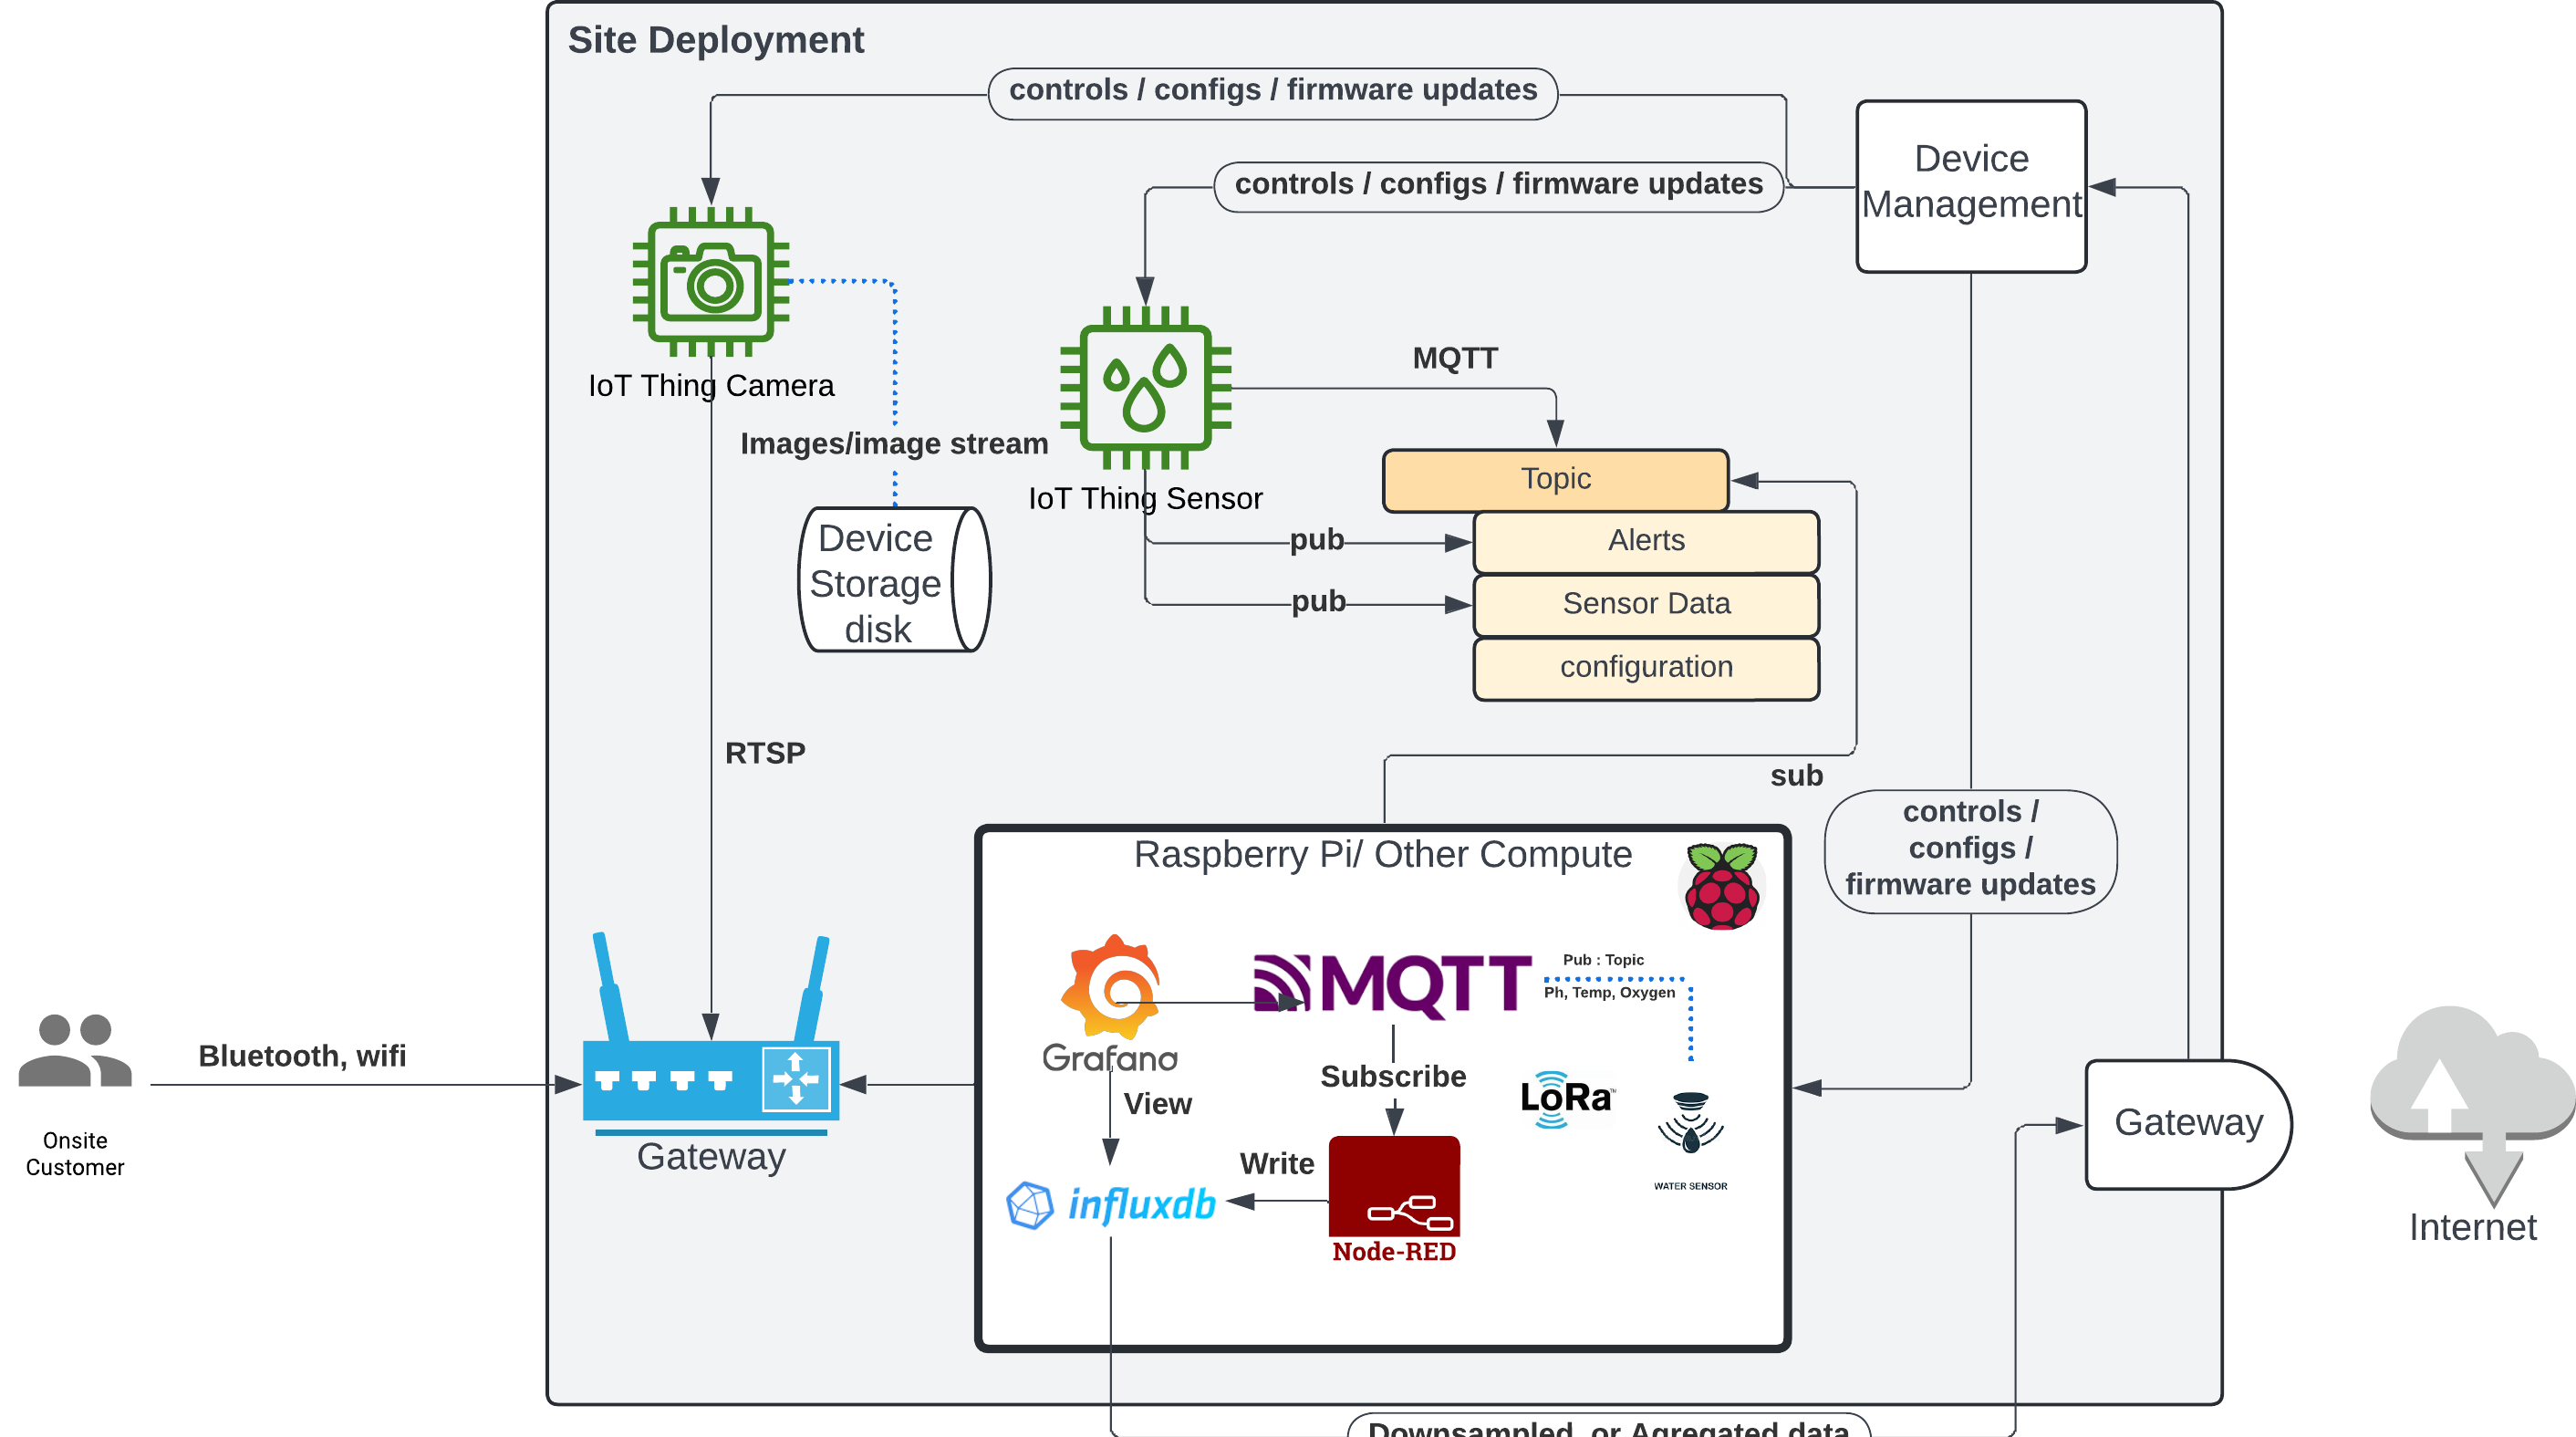 Site Deployment
controls / configs / firmware updates
controls / configs / firmware updates
Device
Management
IoT Thing Camera
Images/image stream
Device
Storage
disk
IoT Thing Sensor
MQTT
Topic
Alerts
Sensor Data
configuration
pub
pub
RTSP
sub
controls /
configs /
firmware updates
Raspberry Pi/ Other Compute
Grafana
MQTT
Pub : Topic
Ph, Temp, Oxygen
View
Subscribe
LoRa™
WATER SENSOR
Write
influxdb
Node-RED
Bluetooth, wifi
Onsite
Customer
Gateway
Gateway
Internet
Downsampled or Agregated data